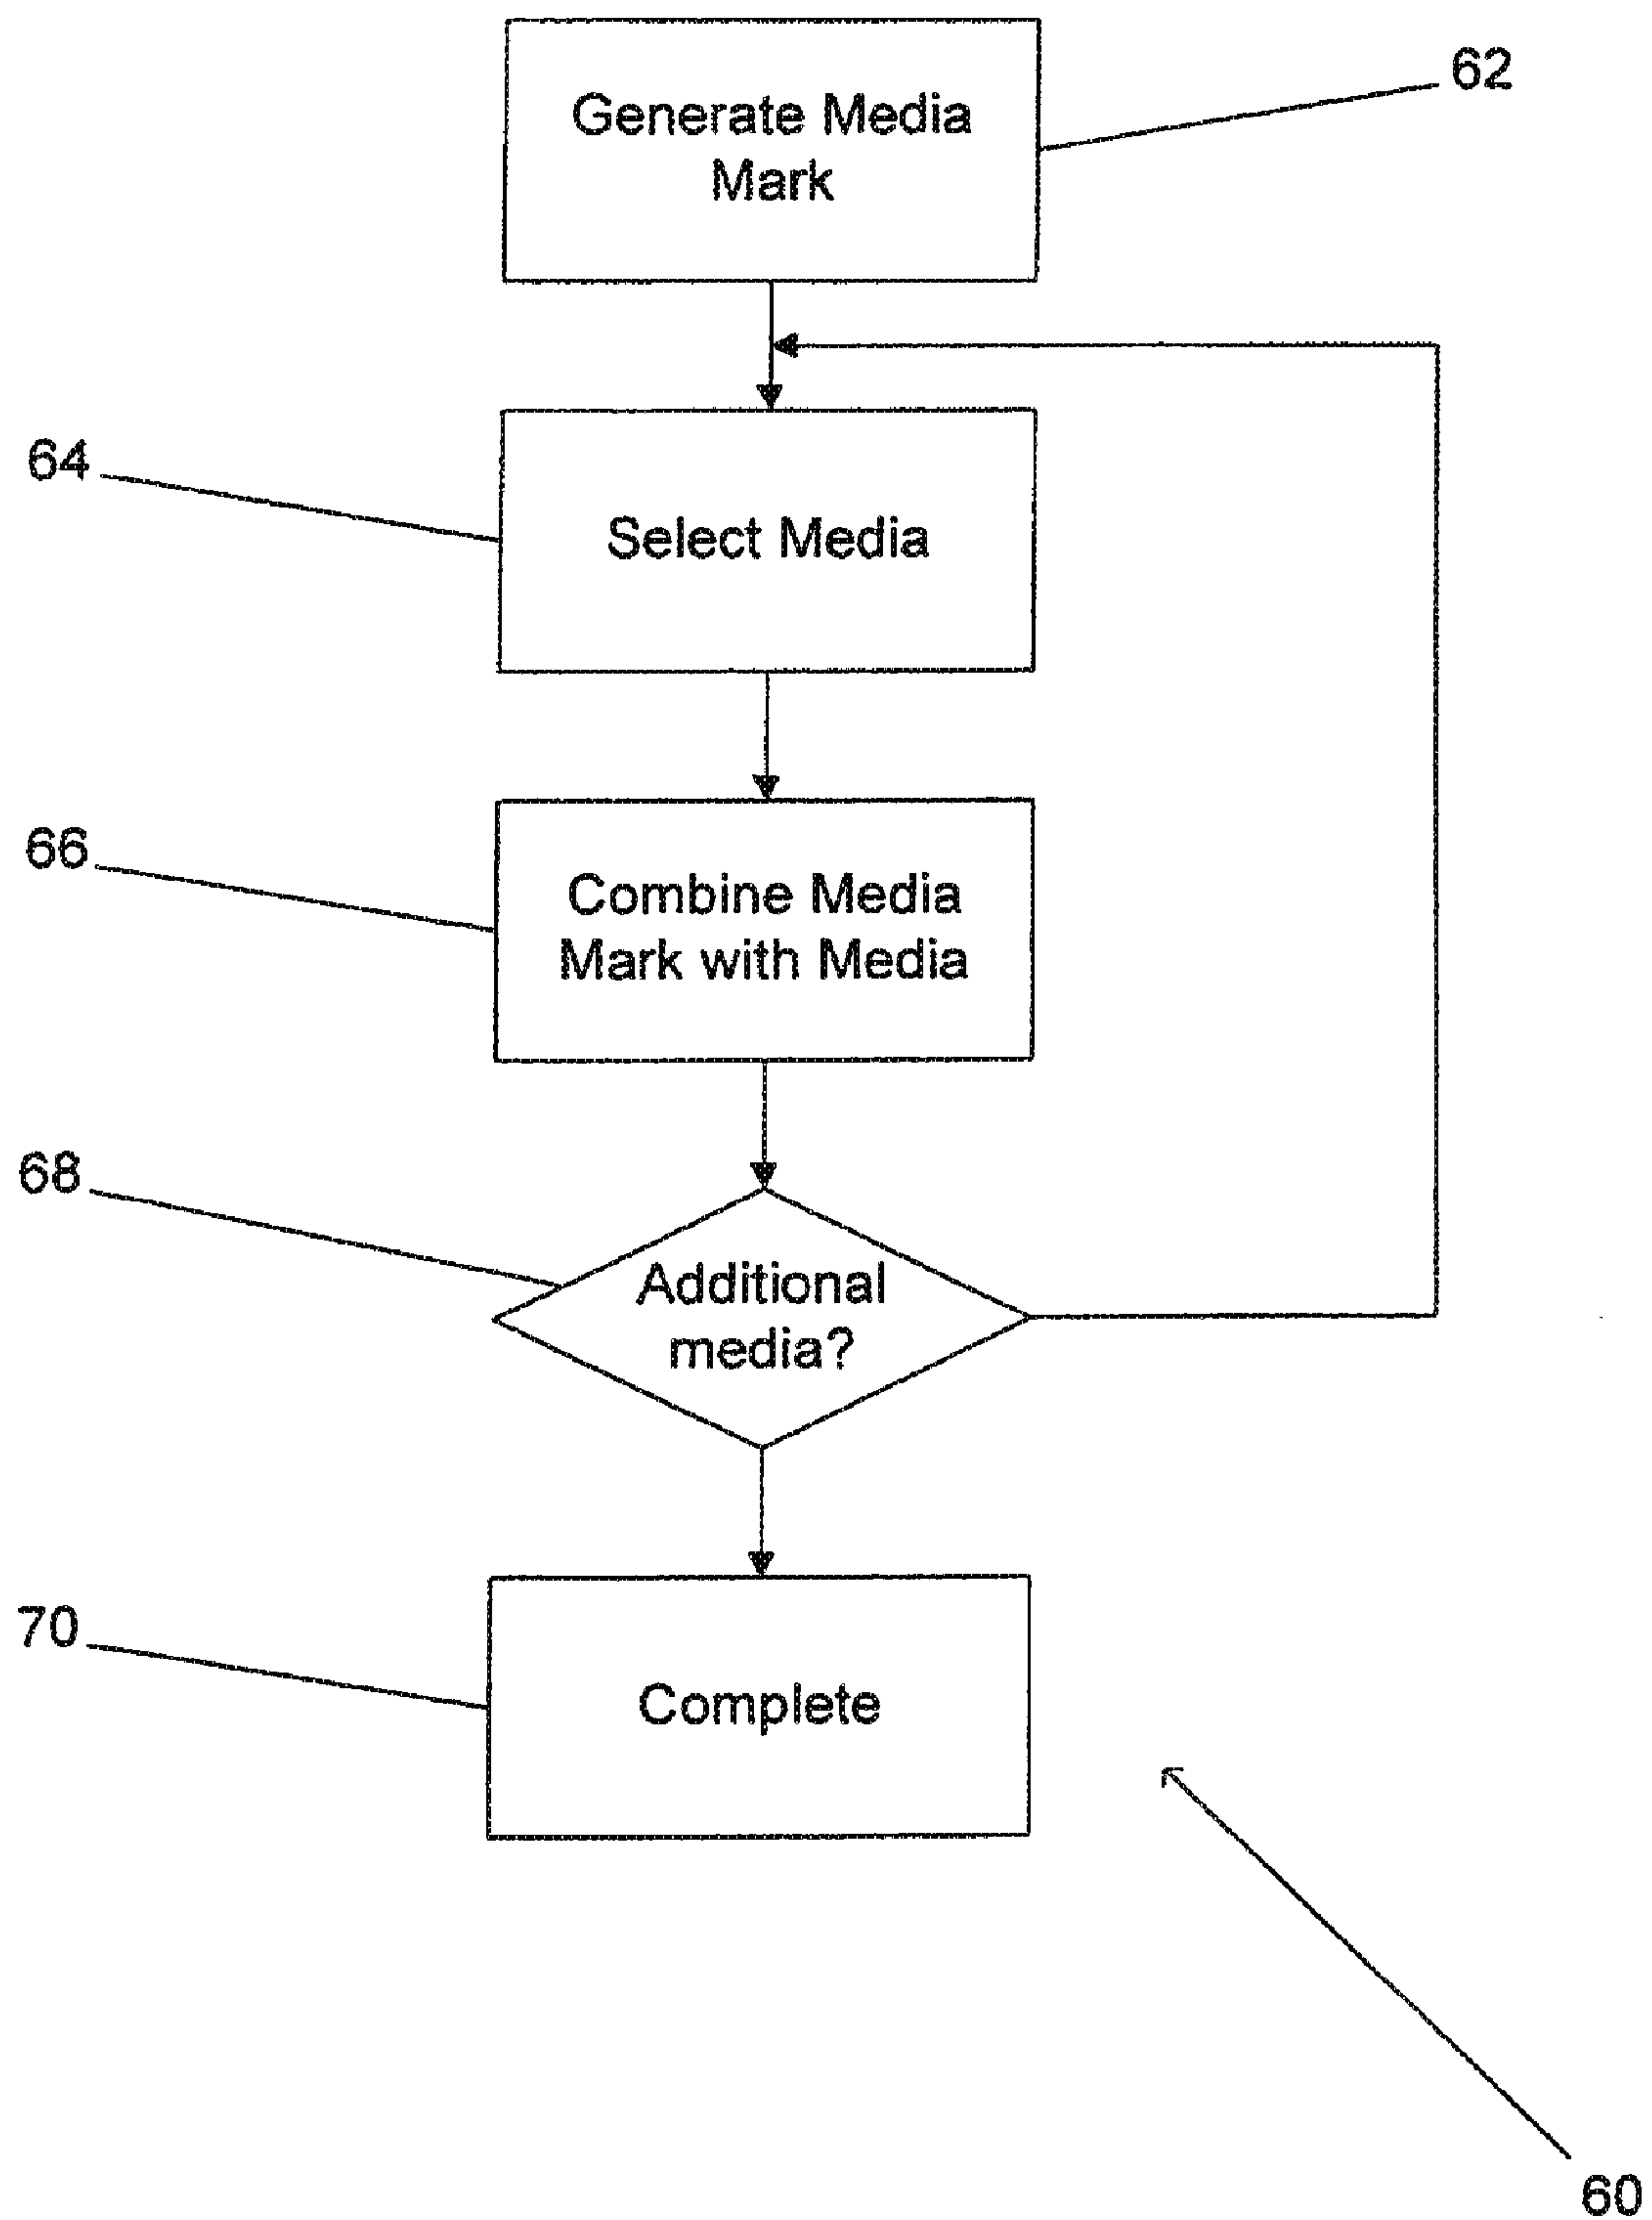 Generate Media
Mark
62
64
Select Media
66
Combine Media
Mark with Media
68
Additional
media?
70
Complete
60